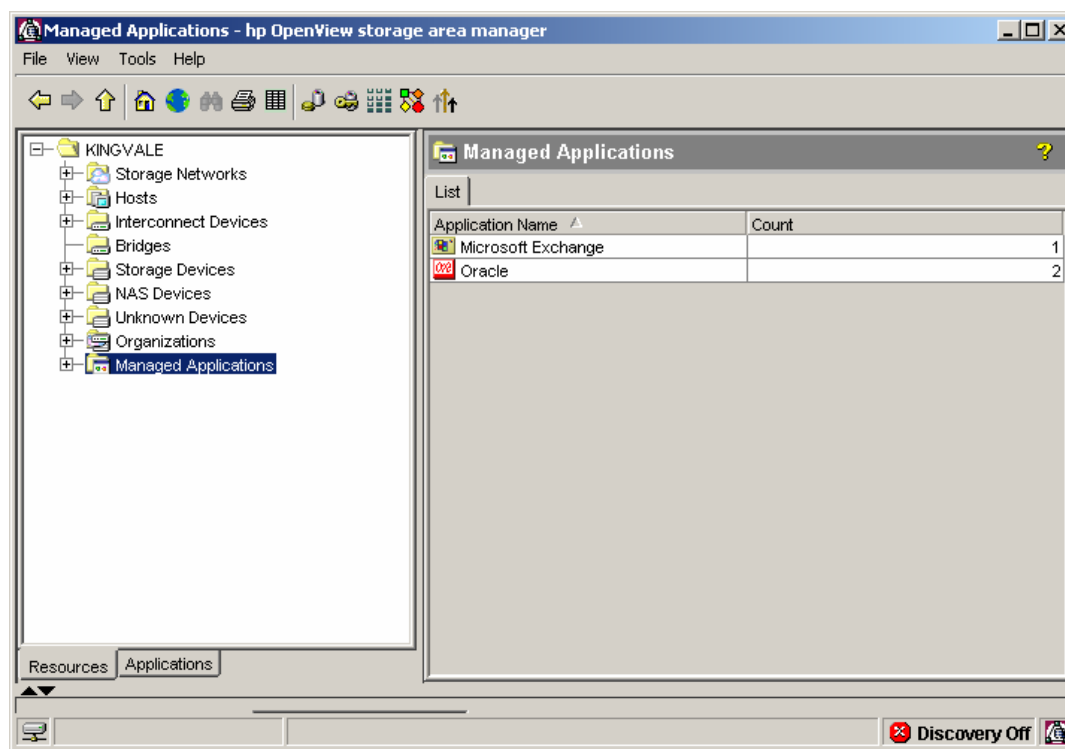 Managed Applications - hp OpenView storage area manager
File View Tools Help
KINGVALE
Storage Networks
Hosts
Interconnect Devices
Bridges
Storage Devices
NAS Devices
Unknown Devices
Organizations
Managed Applications
Resources Applications
Managed Applications ?
List
Application Name Count
Microsoft Exchange 1
Oracle 2
Discovery Off